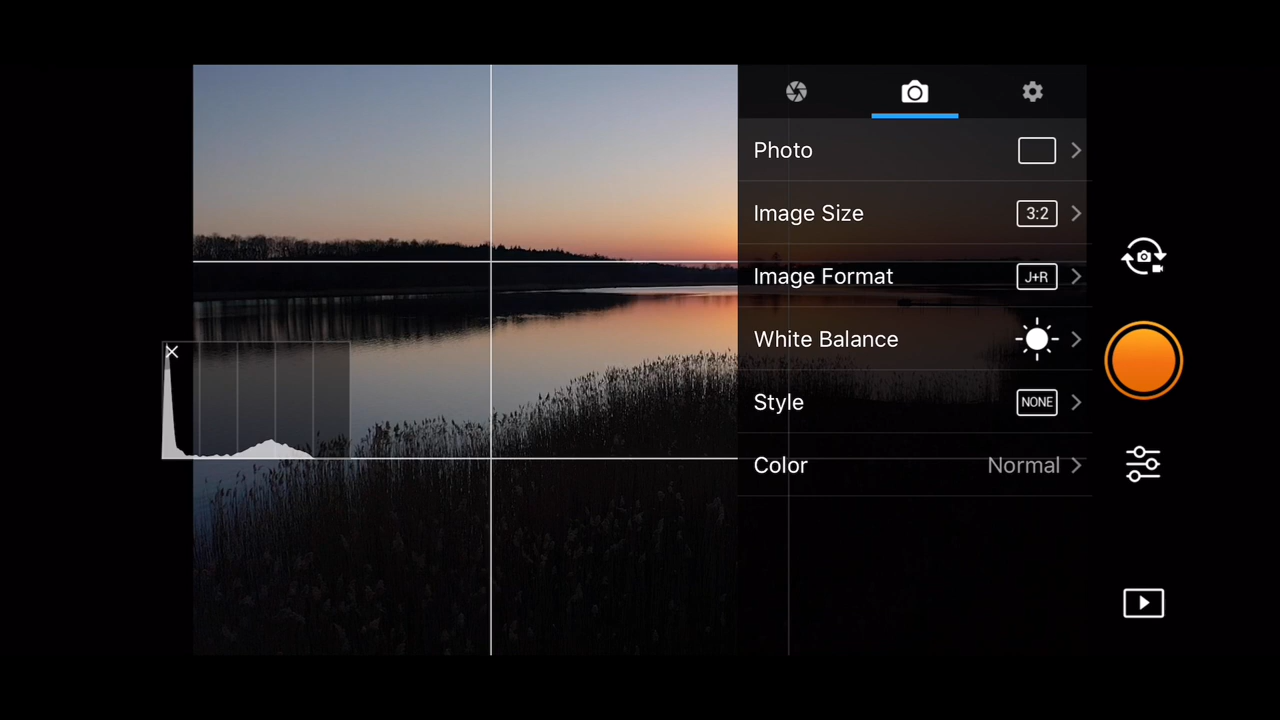 Photo
Image Size 3:2
Image Format J+R
White Balance
Style NONE
Color Normal